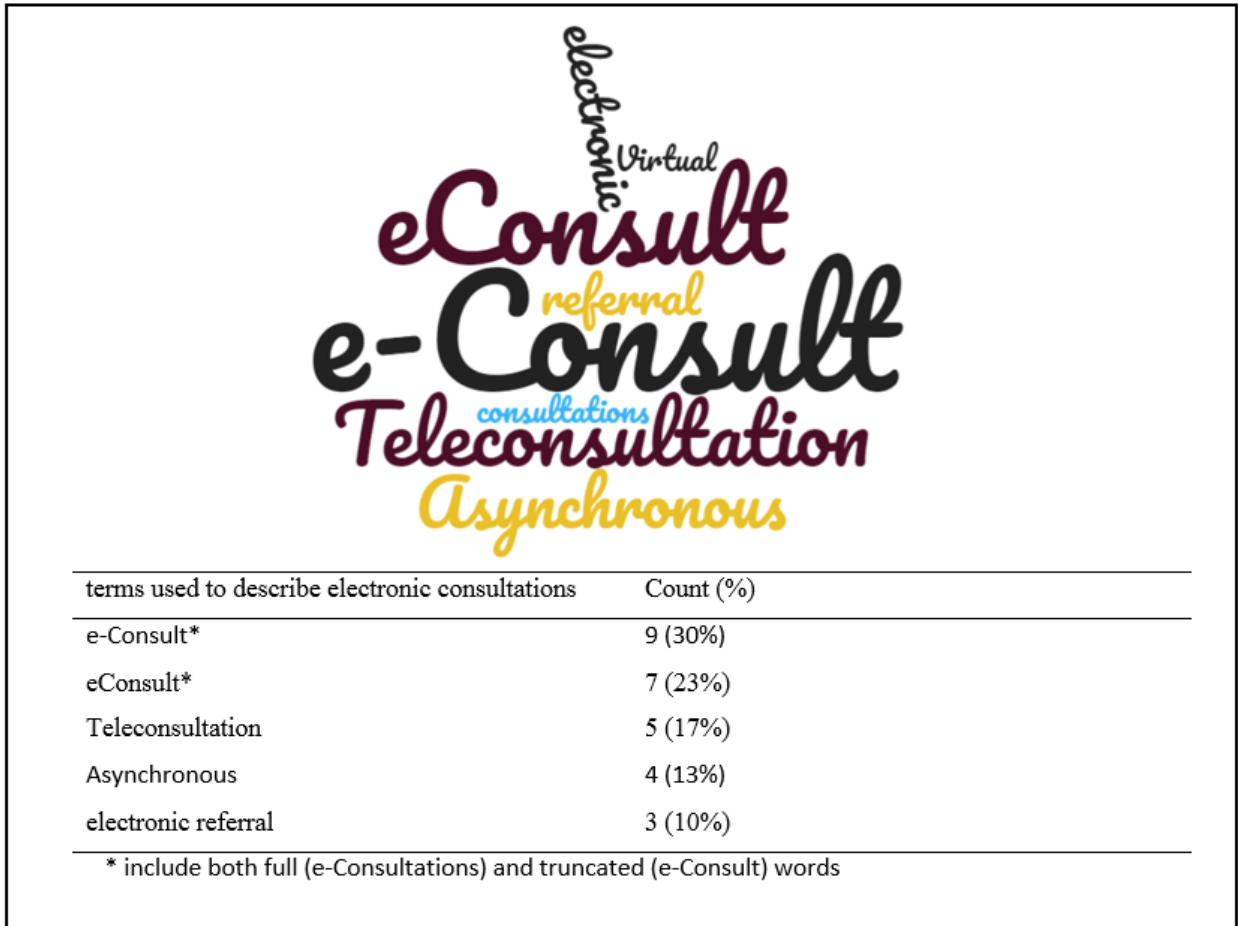 electronic
Virtual
eConsult
referral
e-Consult
consultations
Teleconsultation
Asynchronous
terms used to describe electronic consultations Count (%)
e-Consult* 9 (30%)
eConsult* 7 (23%)
Teleconsultation 5 (17%)
Asynchronous 4 (13%)
electronic referral 3 (10%)
* include both full (e-Consultations) and truncated (e-Consult) words